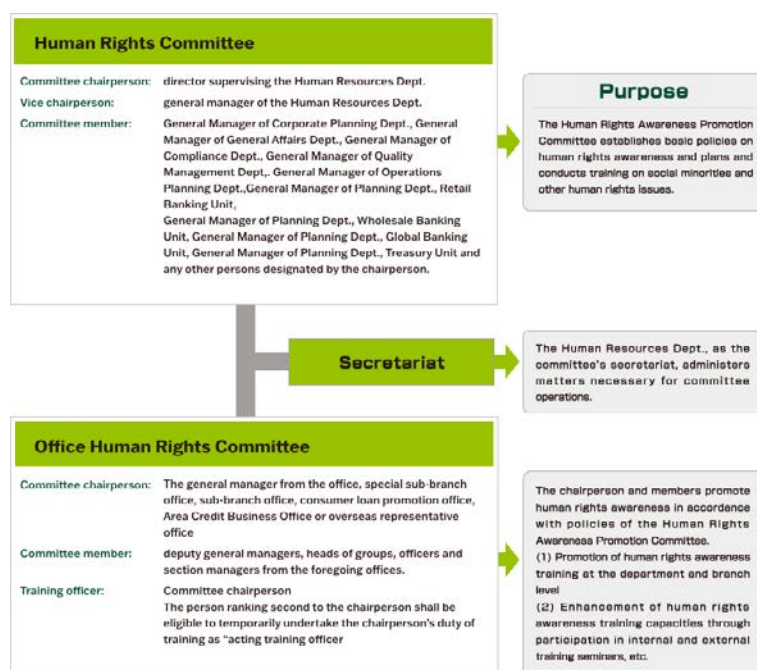 Human Rights Committee
Committee chairperson: director supervising the Human Resources Dept.
Vice chairperson: general manager of the Human Resources Dept.
Committee member: General Manager of Corporate Planning Dept., General
Manager of General Affairs Dept., General Manager of
Compliance Dept., General Manager of Quality
Management Dept,. General Manager of Operations
Planning Dept.,General Manager of Planning Dept., Retail
Banking Unit,
General Manager of Planning Dept., Wholesale Banking
Unit, General Manager of Planning Dept., Global Banking
Unit, General Manager of Planning Dept., Treasury Unit and
any other persons designated by the chairperson.
Purpose
The Human Rights Awareness Promotion
Committee establishes basic policies on
human rights awareness and plans and
conducts training on social minorities and
other human rights issues.
Secretariat
The Human Resources Dept., as the
committee's secretariat, administers
matters necessary for committee
operations.
Office Human Rights Committee
Committee chairperson: The general manager from the office, special sub-branch
office, sub-branch office, consumer loan promotion office,
Area Credit Business Office or overseas representative
office
Committee member: deputy general managers, heads of groups, officers and
section managers from the foregoing offices.
Training officer: Committee chairperson
The person ranking second to the chairperson shall be
eligible to temporarily undertake the chairperson's duty of
training as "acting training officer
The chairperson and members promote
human rights awareness in accordance
with policies of the Human Rights
Awareness Promotion Committee.
(1) Promotion of human rights awareness
training at the department and branch
level
(2) Enhancement of human rights
awareness training capacities through
participation in internal and external
training seminars, etc.